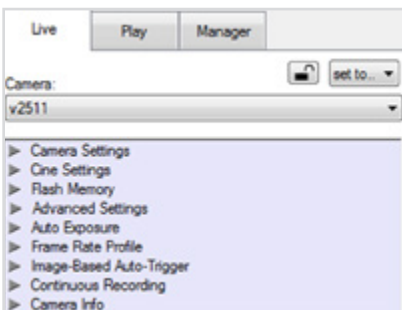 Live Play Manager
set to..
Camera:
v2511
Camera Settings
Cine Settings
Flash Memory
Advanced Settings
Auto Exposure
Frame Rate Profile
Image-Based Auto-Trigger
Continuous Recording
Camera Info